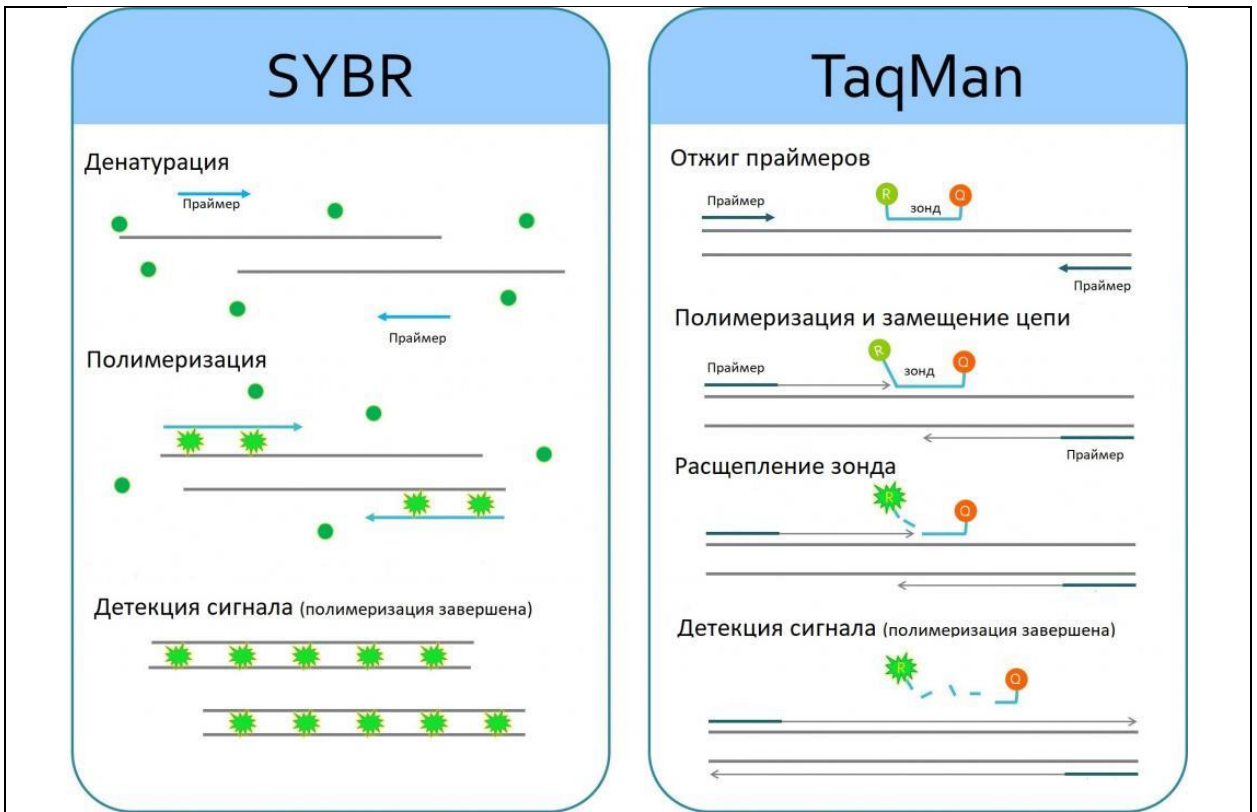 SYBR
Денатурация
Праймер
Праймер
Полимеризация
Детекция сигнала (полимеризация завершена)
TaqMan
Отжиг праймеров
Праймер
R
зонд
Q
Праймер
Полимеризация и замещение цепи
Праймер
R
зонд
Q
Праймер
Расщепление зонда
R
Q
Детекция сигнала (полимеризация завершена)
R
Q